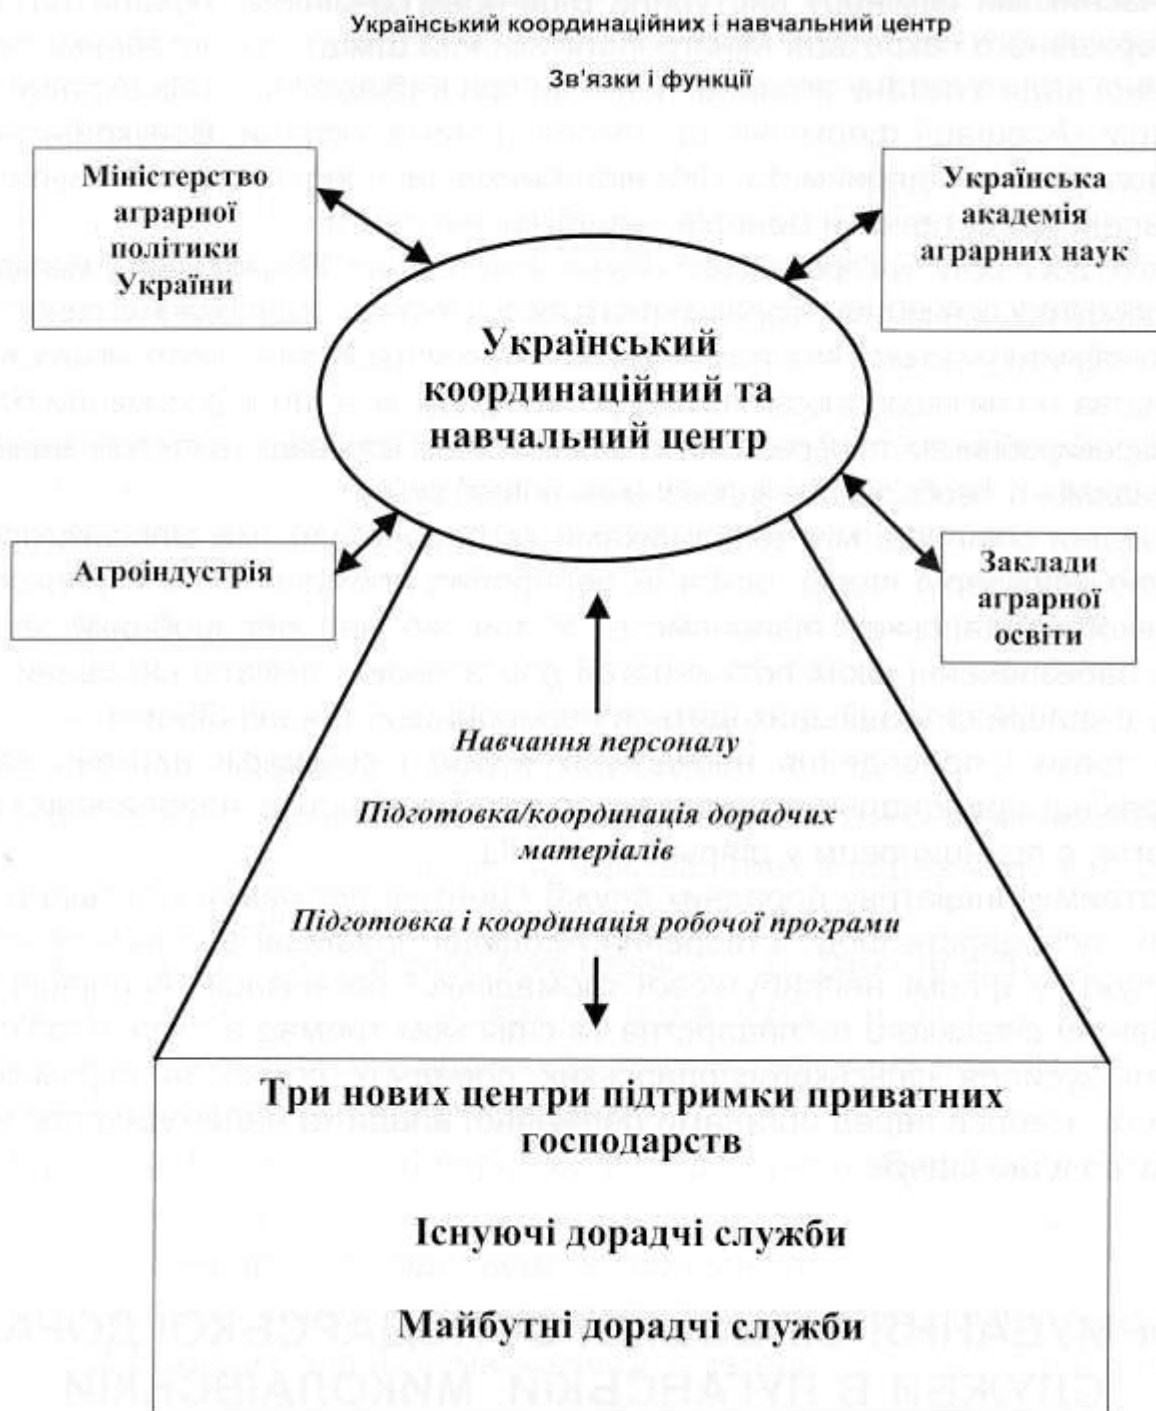 Український координаційних і навчальний центр
Зв'язки і функції
Міністерство
аграрної
політики
України
Українська
академія
аграрних наук
Український
координаційний та
навчальний центр
Агроіндустрія
Заклади
аграрної
освіти
Навчання персоналу
Підготовка/координація дорадчих
матеріалів
Підготовка і координація робочої програми
Три нових центри підтримки приватних
господарств
Існуючі дорадчі служби
Майбутні дорадчі служби